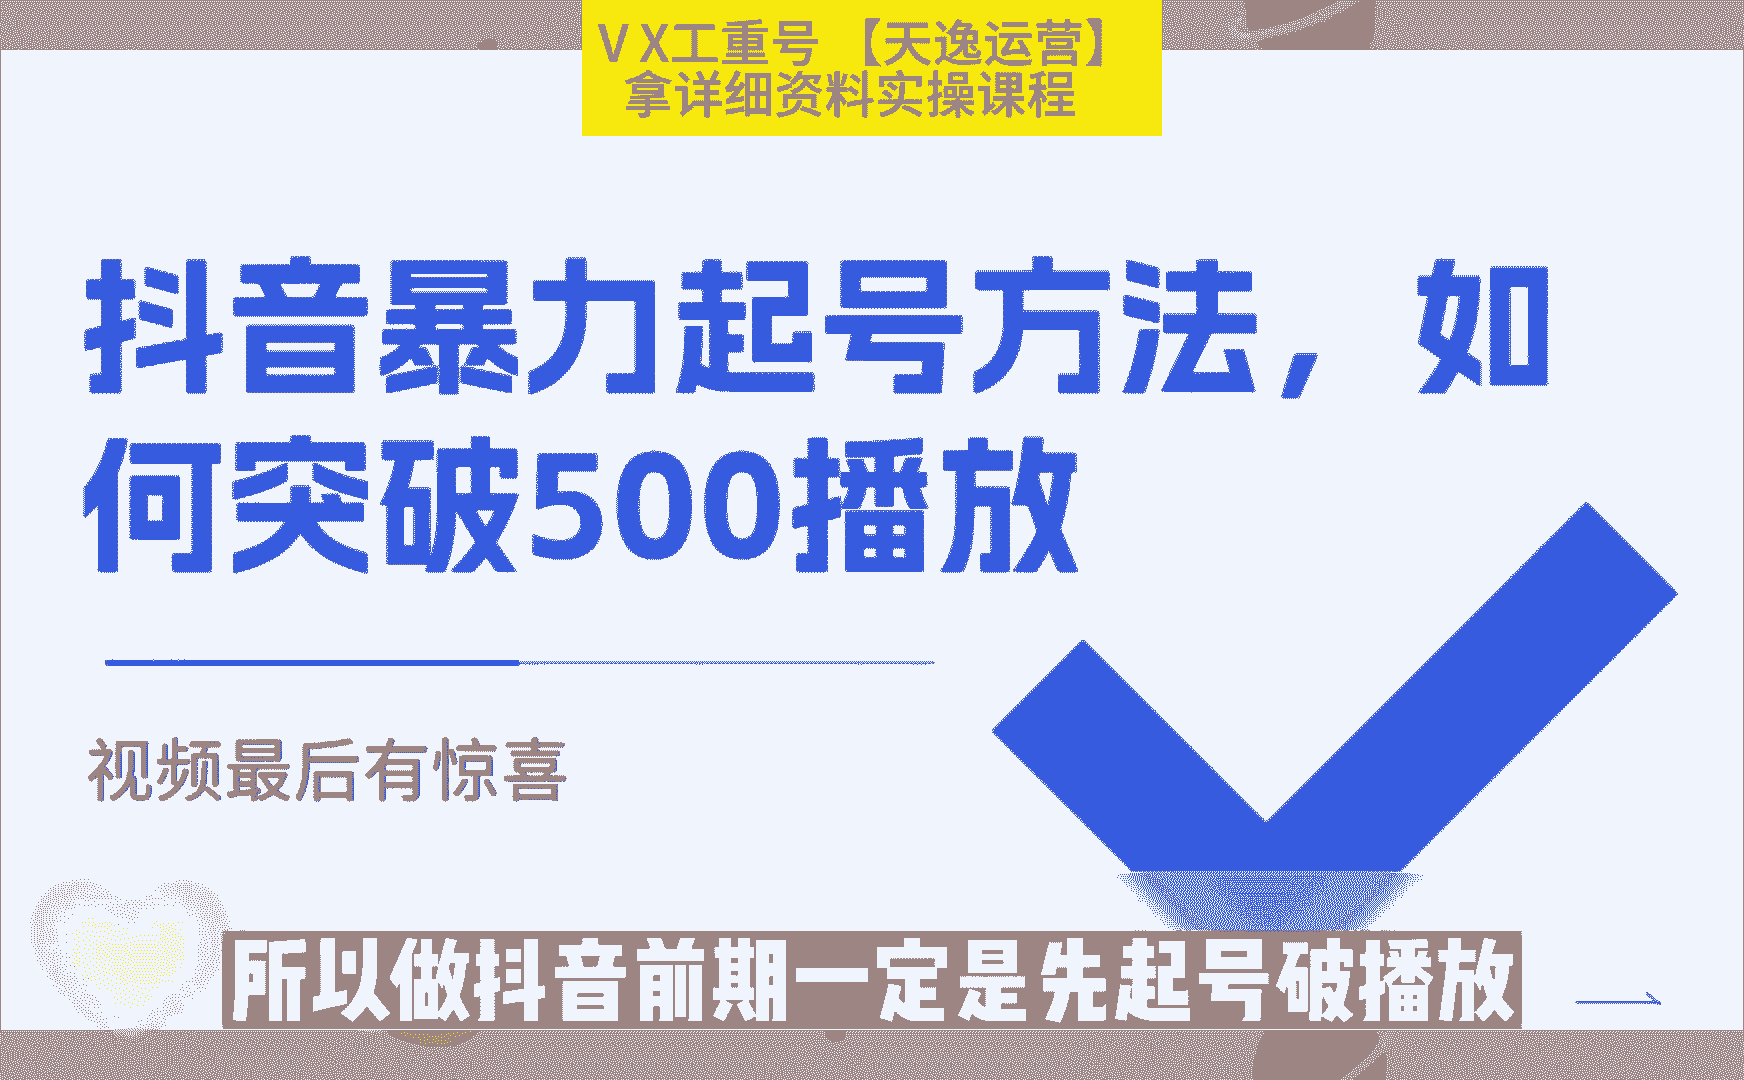 VX工重号【天逸运营】
拿详细资料实操课程
抖音暴力起号方法，如
何突破500播放
视频最后有惊喜
所以做抖音前期一定是先起号破播放